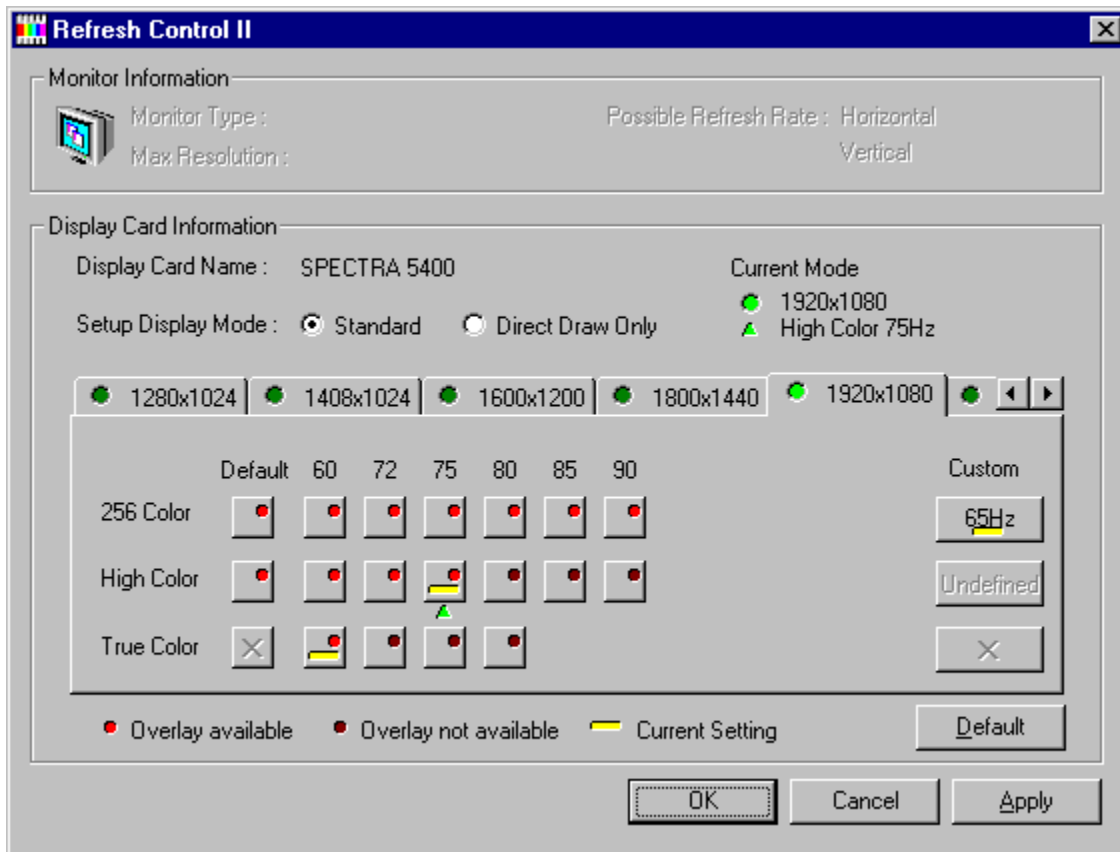 Refresh Control II
Monitor Information
Monitor Type :
Possible Refresh Rate : Horizontal
Max Resolution :
Vertical
Display Card Information
Display Card Name : SPECTRA 5400
Current Mode
1920x1080
Setup Display Mode : Standard Direct Draw Only
High Color 75Hz
1280x1024 1408x1024 1600x1200 1800x1440 1920x1080
Default 60 72 75 80 85 90 Custom
256 Color 65Hz
High Color Undefined
True Color
Overlay available Overlay not available Current Setting Default
OK Cancel Apply